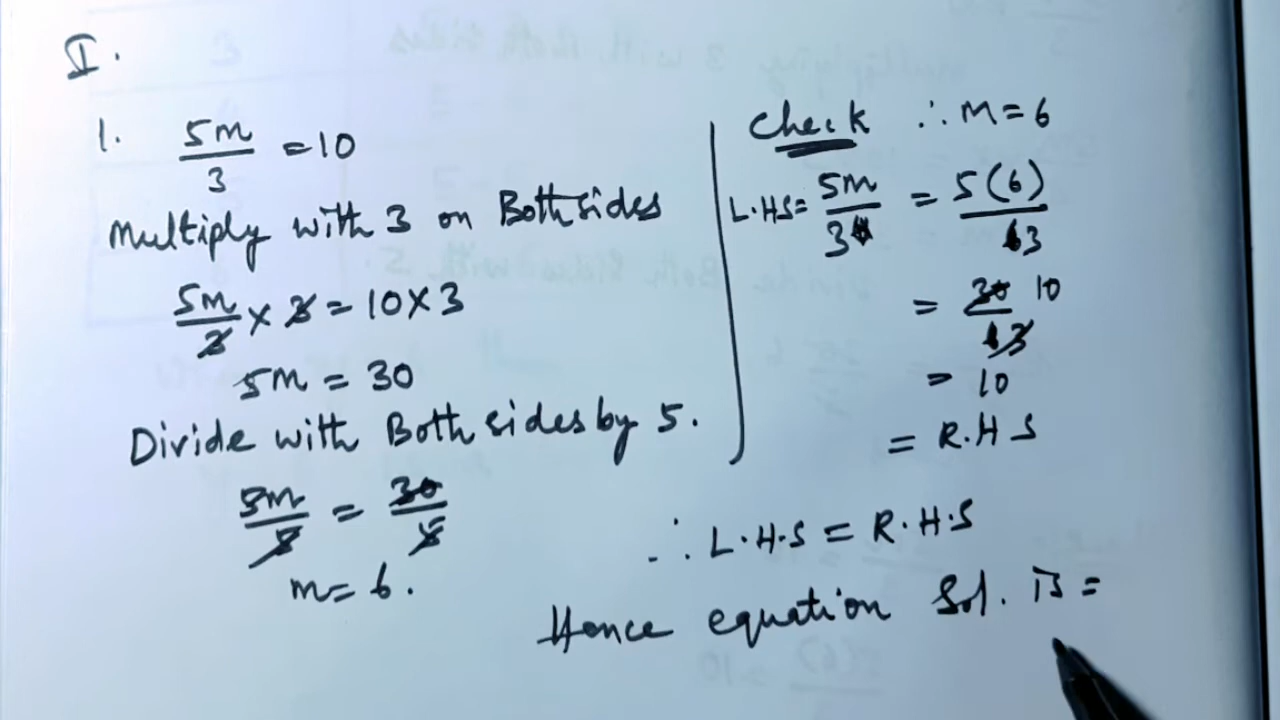 I.
1. 5m/3 = 10
Multiply with 3 on Both sides
5m/3 × 3 = 10 × 3
5m = 30
Divide with Both sides by 5.
5m/5 = 30/5
m = 6.
Check ∴ m = 6
L.HS = 5m/3 = 5(6)/3
= 30/3 10
= 10
= R.H S
∴ L.H.S = R.H.S
Hence equation Sol. is =